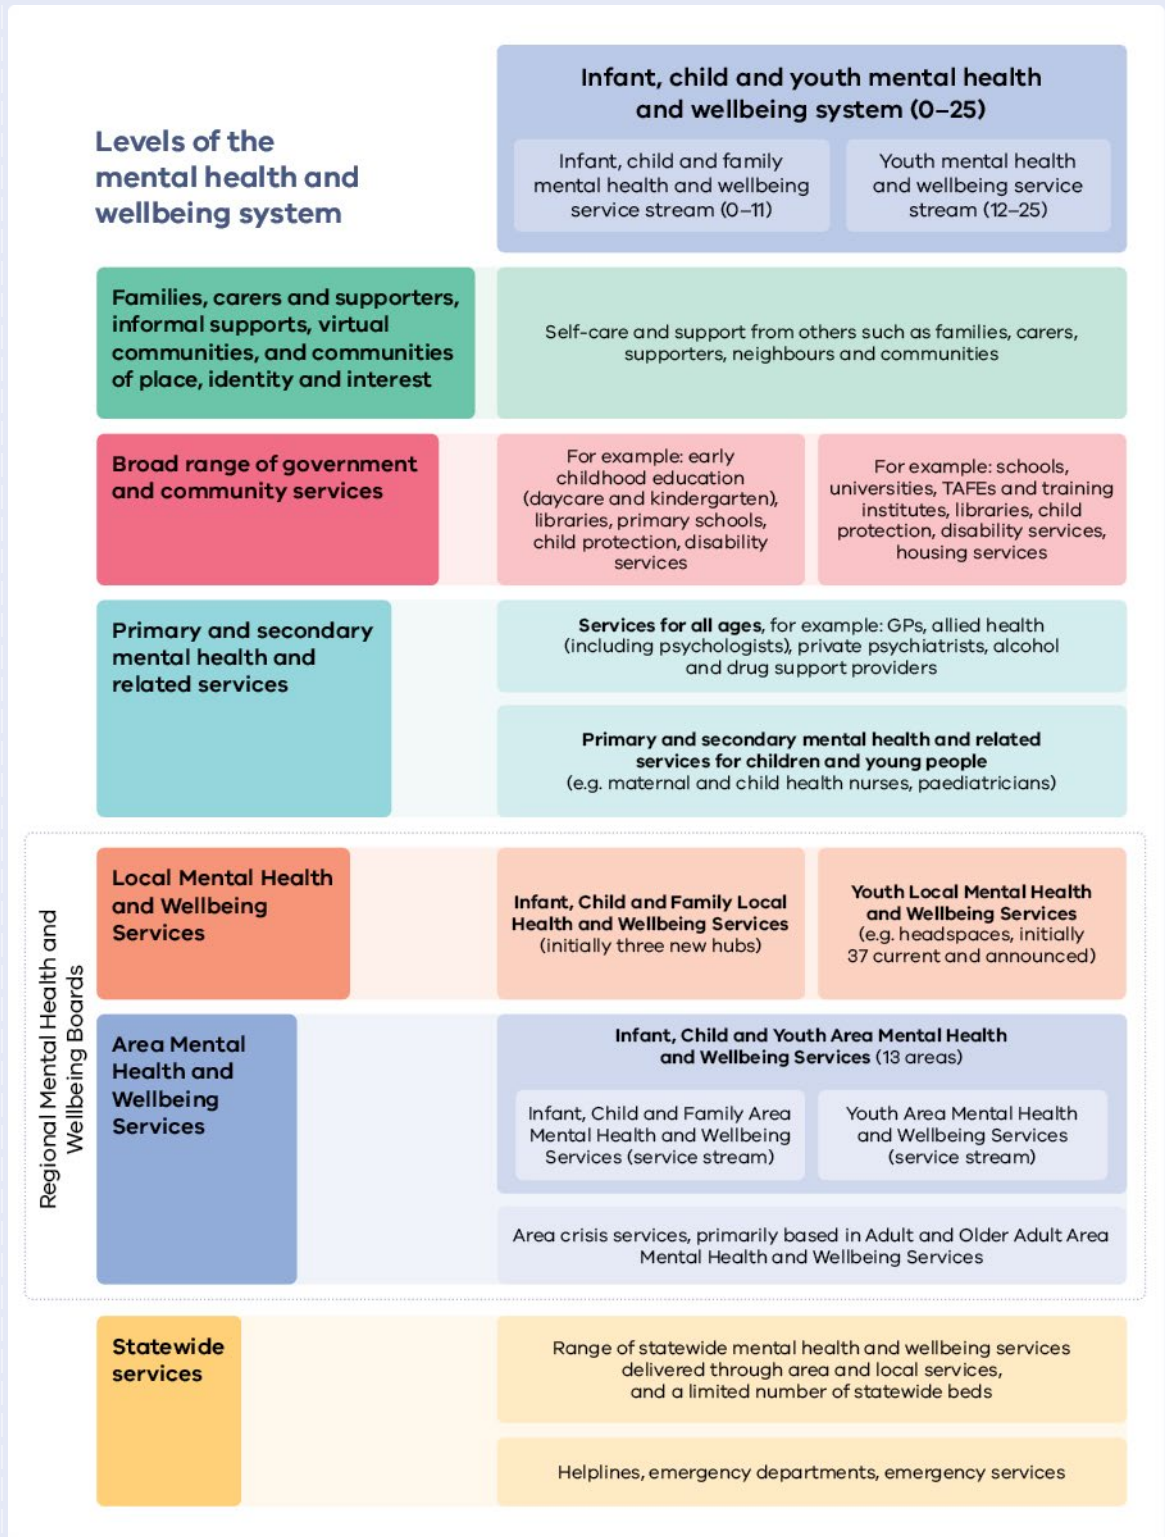 Levels of the
mental health and
wellbeing system
Infant, child and youth mental health
and wellbeing system (0–25)
Infant, child and family
mental health and wellbeing
service stream (0–11)
Youth mental health
and wellbeing service
stream (12–25)
Families, carers and supporters,
informal supports, virtual
communities, and communities
of place, identity and interest
Self-care and support from others such as families, carers,
supporters, neighbours and communities
Broad range of government
and community services
For example: early
childhood education
(daycare and kindergarten),
libraries, primary schools,
child protection, disability
services
For example: schools,
universities, TAFEs and training
institutes, libraries, child
protection, disability services,
housing services
Primary and secondary
mental health and
related services
Services for all ages, for example: GPs, allied health
(including psychologists), private psychiatrists, alcohol
and drug support providers
Primary and secondary mental health and related
services for children and young people
(e.g. maternal and child health nurses, paediatricians)
Regional Mental Health and
Wellbeing Boards
Local Mental Health
and Wellbeing
Services
Infant, Child and Family Local
Health and Wellbeing Services
(initially three new hubs)
Youth Local Mental Health
and Wellbeing Services
(e.g. headspaces, initially
37 current and announced)
Area Mental
Health and
Wellbeing
Services
Infant, Child and Youth Area Mental Health
and Wellbeing Services (13 areas)
Infant, Child and Family Area
Mental Health and Wellbeing
Services (service stream)
Youth Area Mental Health
and Wellbeing Services
(service stream)
Area crisis services, primarily based in Adult and Older Adult Area
Mental Health and Wellbeing Services
Statewide
services
Range of statewide mental health and wellbeing services
delivered through area and local services,
and a limited number of statewide beds
Helplines, emergency departments, emergency services